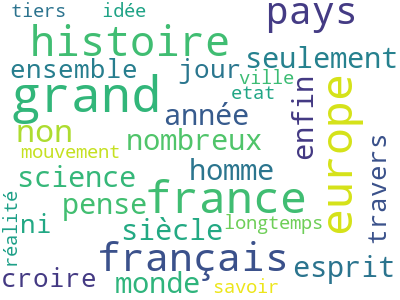 tiers
idée
pays
histoire
seulement
ensemble
jour
ville
grand
etat
europe
enfin
année
non
nombreux
travers
mouvement
homme
science
france
pense
réalité
ni
siècle
longtemps
français
esprit
croire
monde
savoir